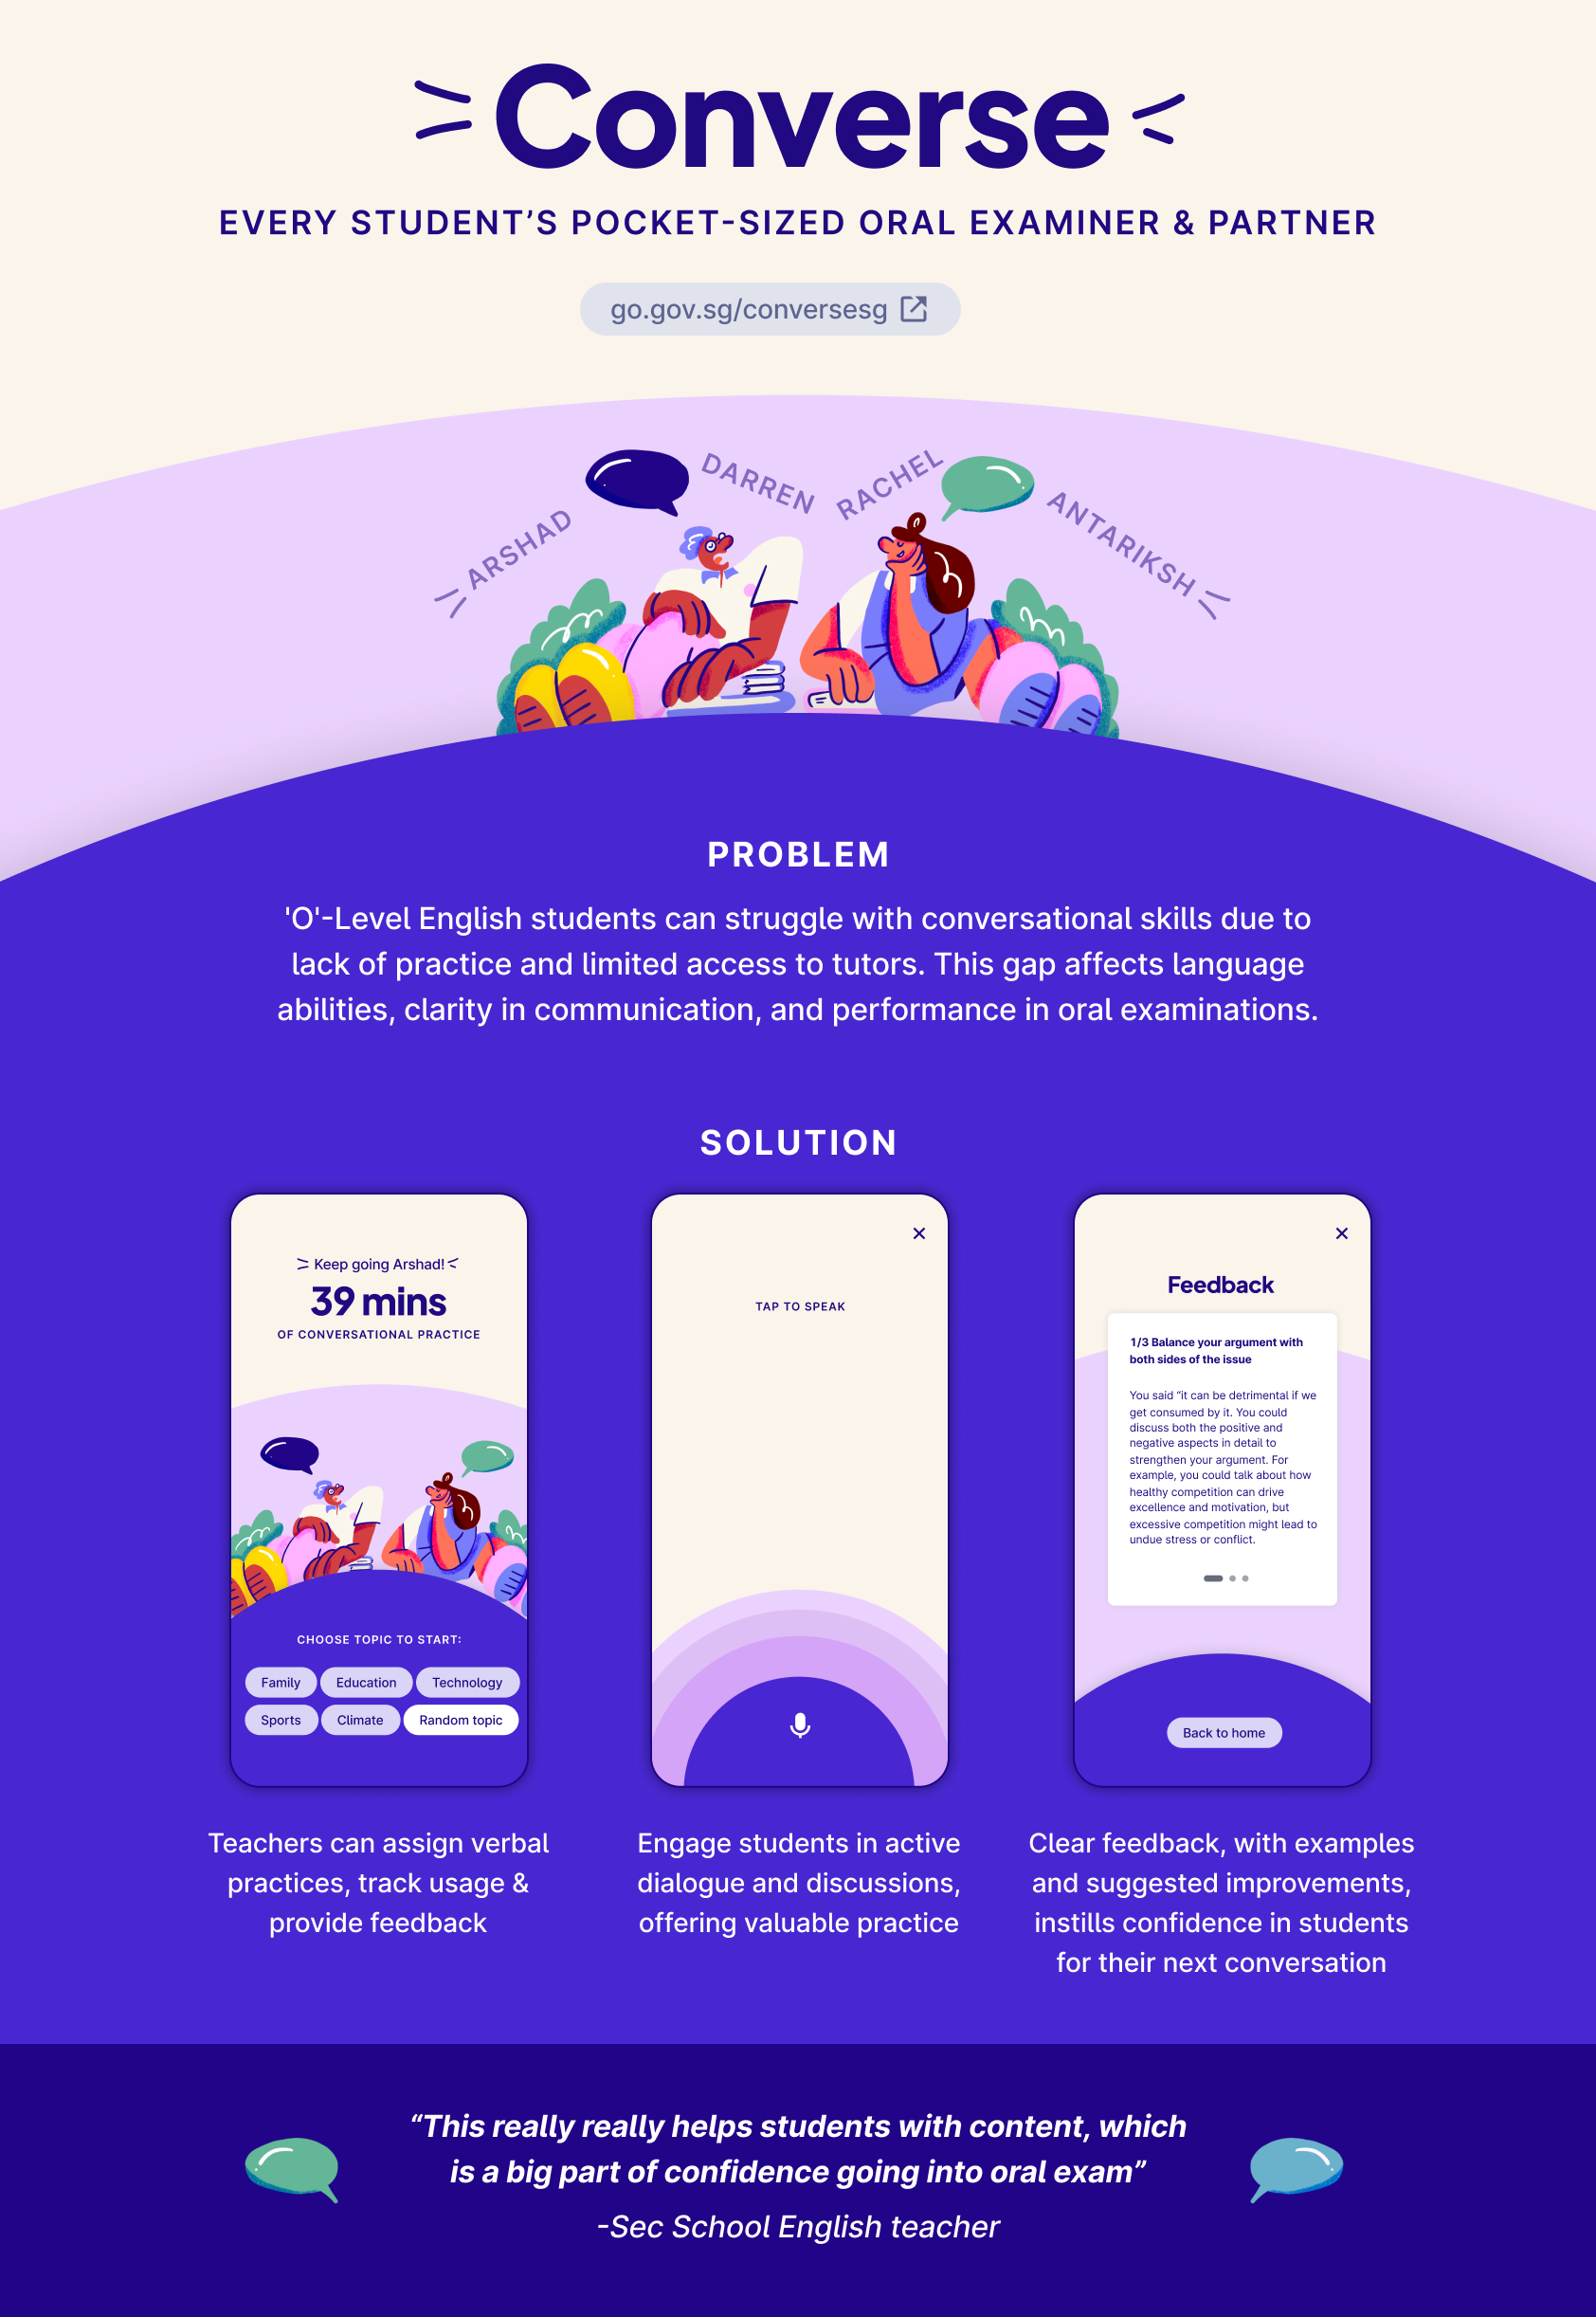 Converse
EVERY STUDENT’S POCKET-SIZED ORAL EXAMINER & PARTNER
go.gov.sg/conversesg
ARSHAD
DARREN
RACHEL
ANTARIKSH
PROBLEM
'O'-Level English students can struggle with conversational skills due to
lack of practice and limited access to tutors. This gap affects language
abilities, clarity in communication, and performance in oral examinations.
SOLUTION
Keep going Arshad!
39 mins
OF CONVERSATIONAL PRACTICE
CHOOSE TOPIC TO START:
Family Education Technology
Sports Climate Random topic
Teachers can assign verbal
practices, track usage &
provide feedback
TAP TO SPEAK
Engage students in active
dialogue and discussions,
offering valuable practice
Feedback
1/3 Balance your argument with
both sides of the issue
You said “it can be detrimental if we
get consumed by it. You could
discuss both the positive and
negative aspects in detail to
strengthen your argument. For
example, you could talk about how
healthy competition can drive
excellence and motivation, but
excessive competition might lead to
undue stress or conflict.
Back to home
Clear feedback, with examples
and suggested improvements,
instills confidence in students
for their next conversation
“This really really helps students with content, which
is a big part of confidence going into oral exam”
-Sec School English teacher